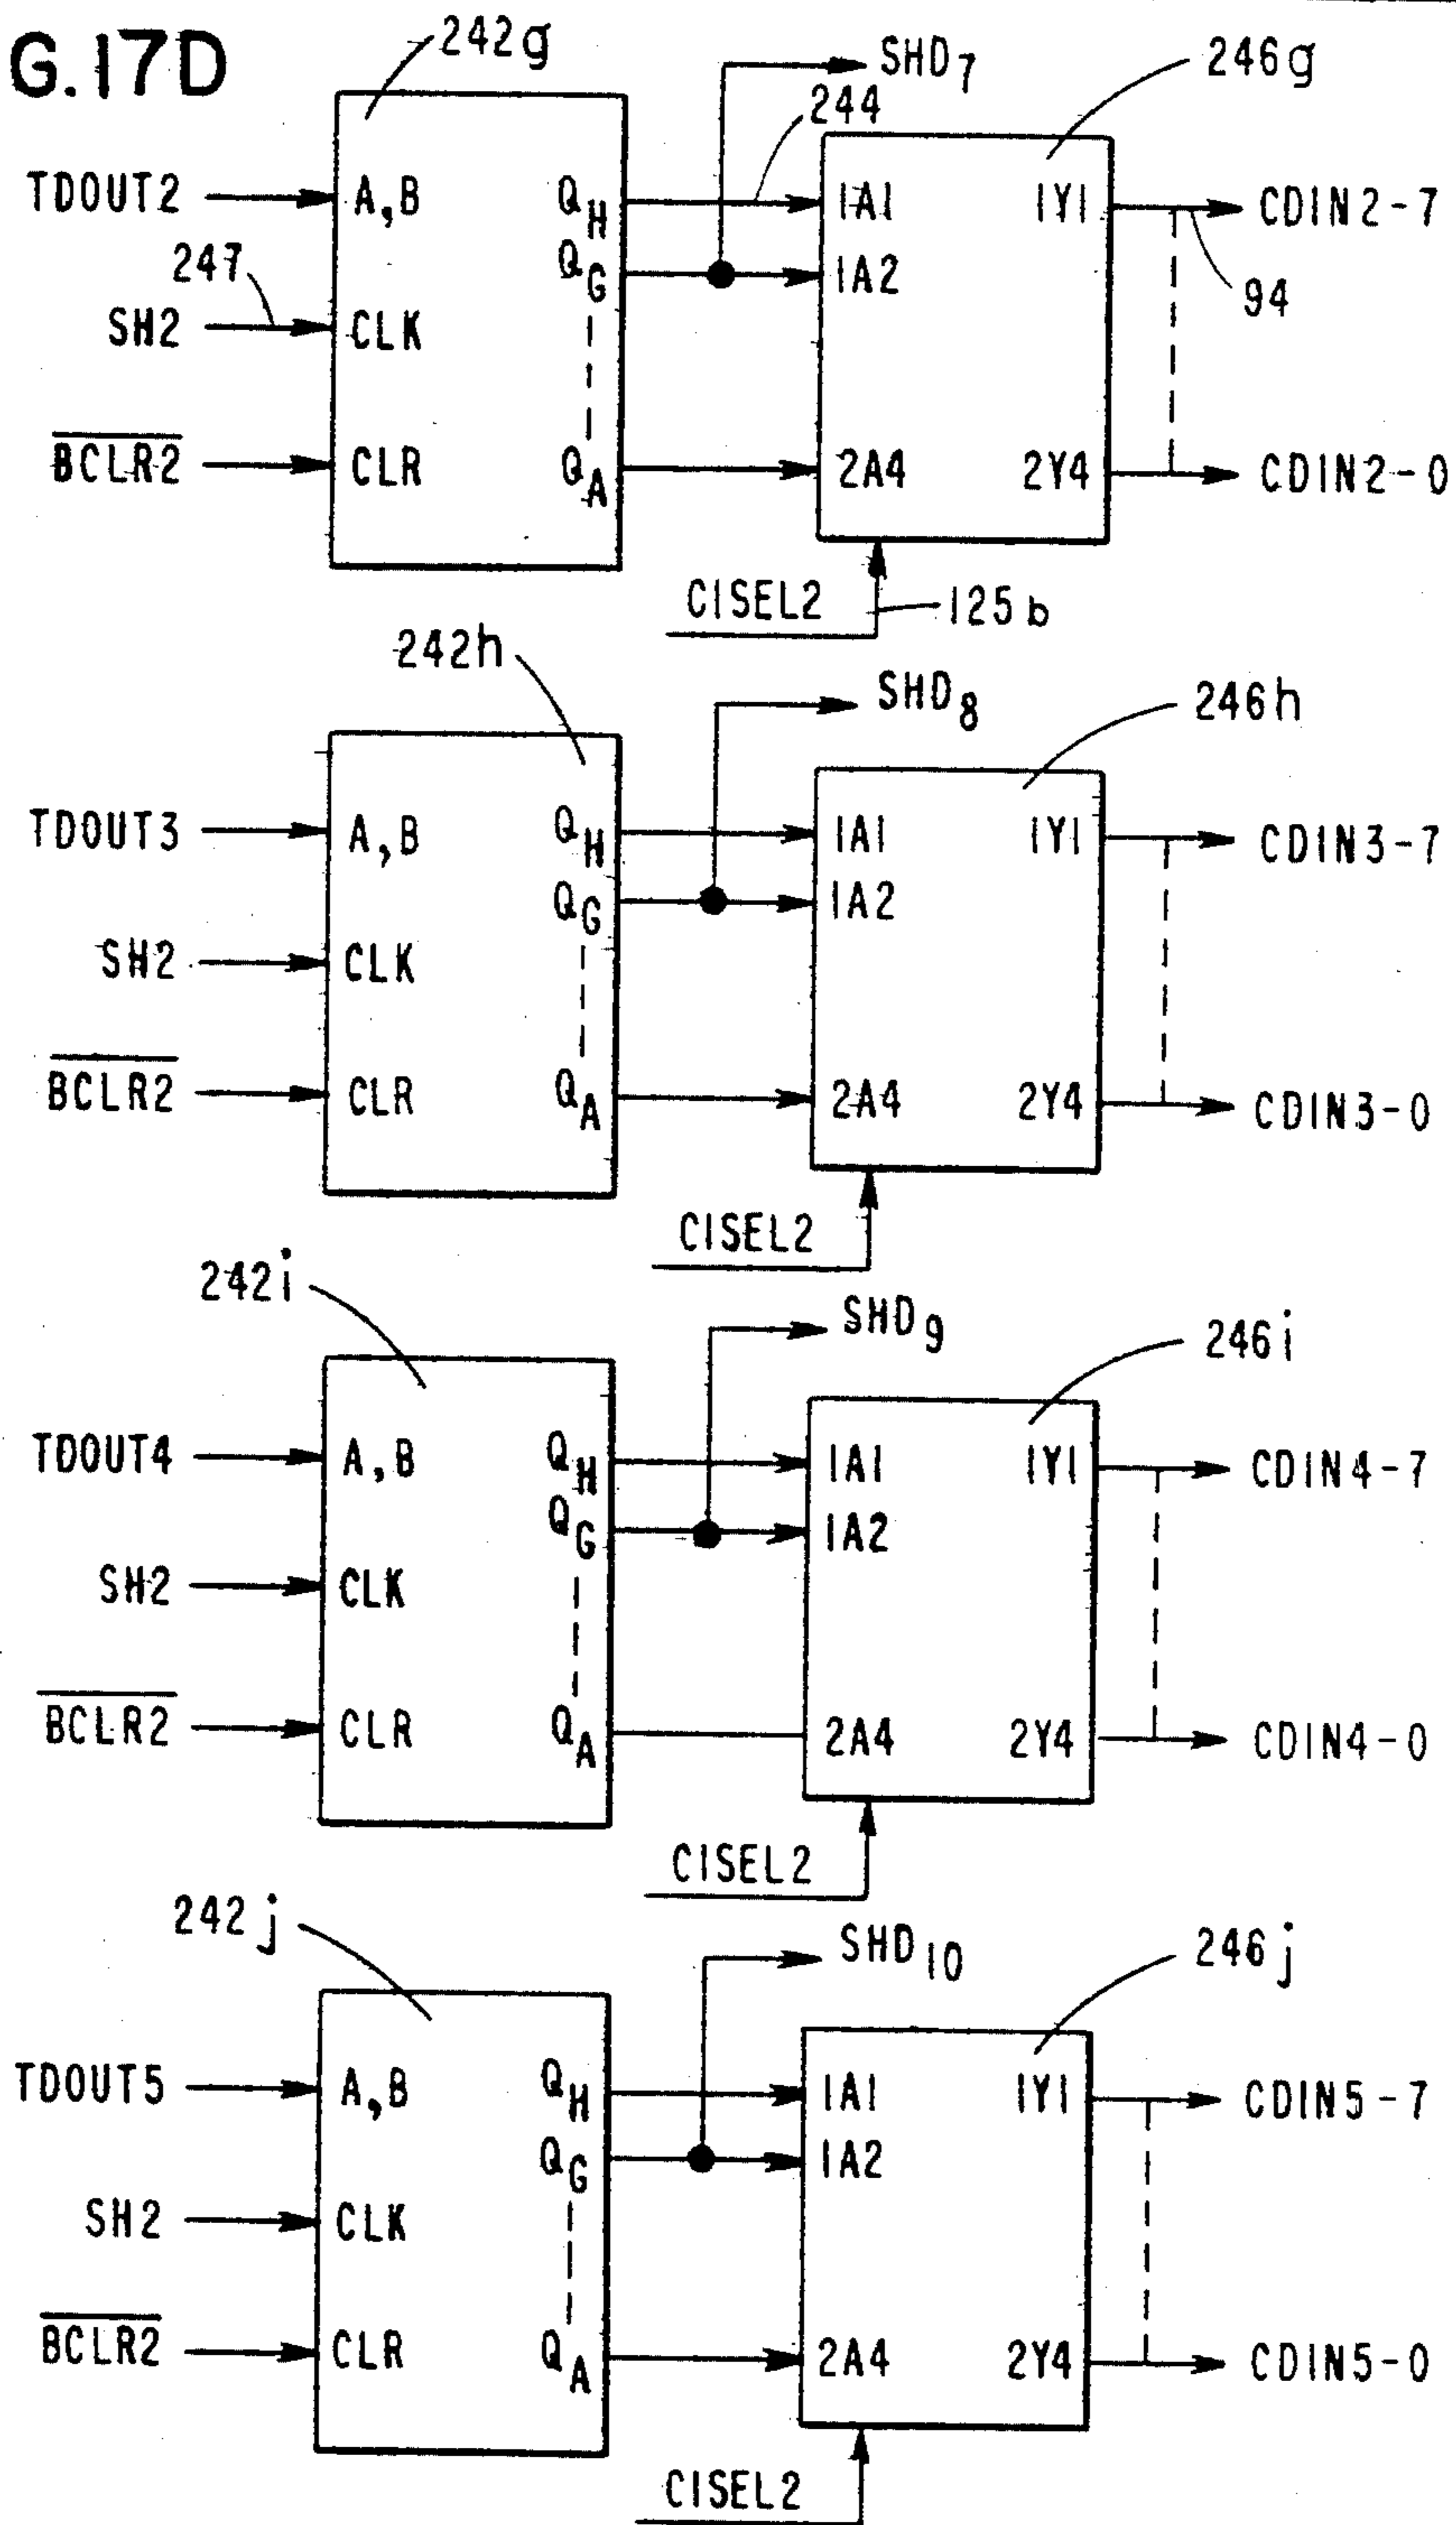 G.17D
242g
SHD7
246g
244
TDOUT2
A,B
QH
1A1
1Y1
CDIN2-7
247
QG
1A2
94
SH2
CLK
BCLR2
CLR
QA
2A4
2Y4
CDIN2-0
CISEL2
125b
242h
SHD8
246h
TDOUT3
A,B
QH
1A1
1Y1
CDIN3-7
QG
1A2
SH2
CLK
BCLR2
CLR
QA
2A4
2Y4
CDIN3-0
CISEL2
242i
SHD9
246i
TDOUT4
A,B
QH
1A1
1Y1
CDIN4-7
QG
1A2
SH2
CLK
BCLR2
CLR
QA
2A4
2Y4
CDIN4-0
CISEL2
242j
SHD10
246j
TDOUT5
A,B
QH
1A1
1Y1
CDIN5-7
QG
1A2
SH2
CLK
BCLR2
CLR
QA
2A4
2Y4
CDIN5-0
CISEL2